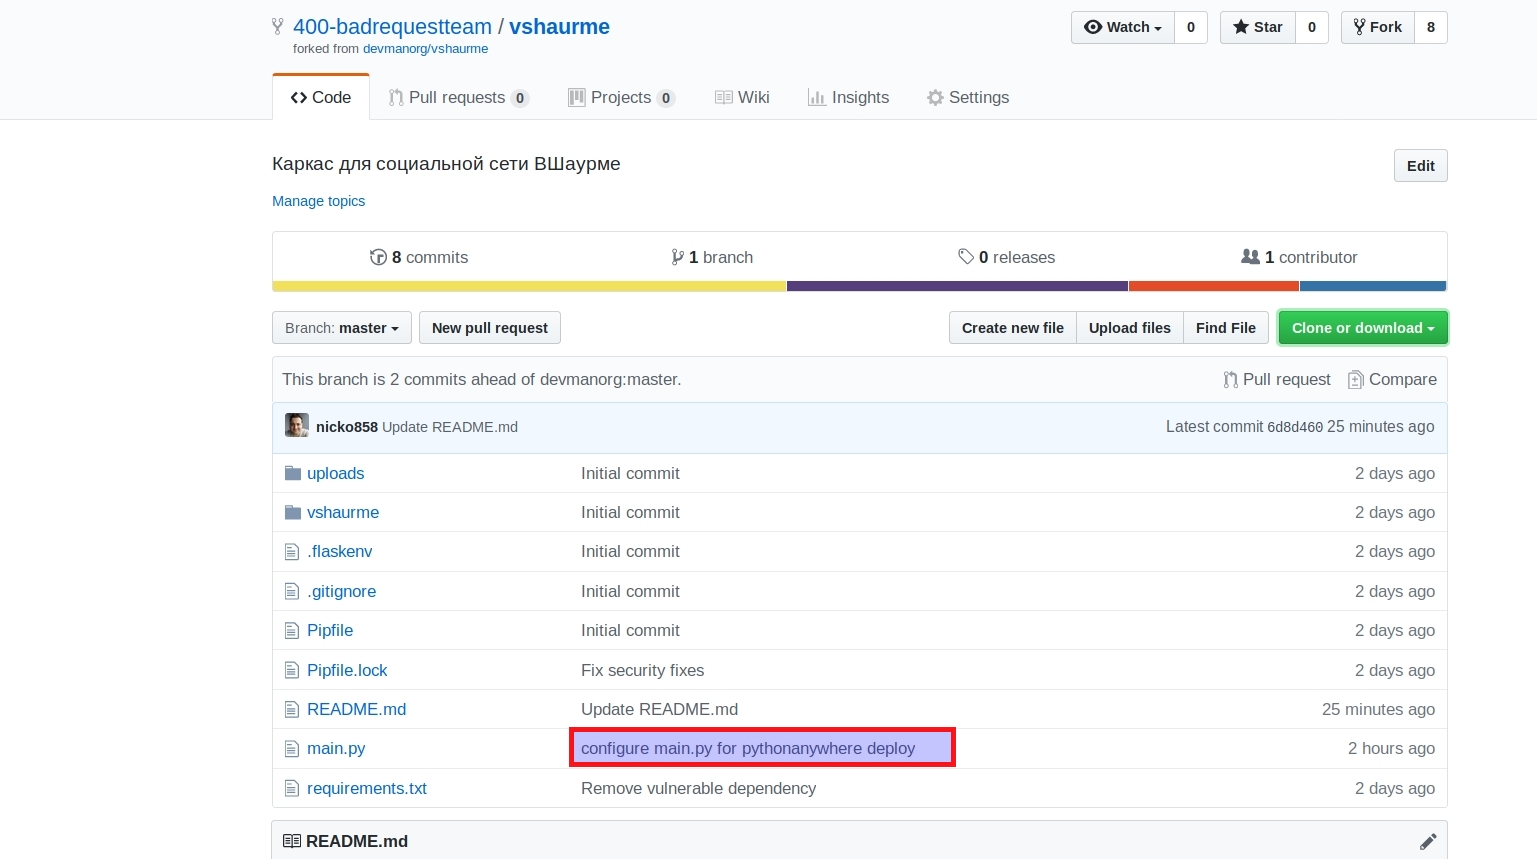 400-badrequestteam / vshaurme
Watch 0 Star 0 Fork 8
forked from devmanorg/vshaurme
Code Pull requests 0 Projects 0 Wiki Insights Settings
Каркас для социальной сети ВШаурме
Edit
Manage topics
8 commits 1 branch 0 releases 1 contributor
Branch: master New pull request Create new file Upload files Find File Clone or download
This branch is 2 commits ahead of devmanorg:master. Pull request Compare
nicko858 Update README.md Latest commit 6d8d460 25 minutes ago
uploads Initial commit 2 days ago
vshaurme Initial commit 2 days ago
.flaskenv Initial commit 2 days ago
.gitignore Initial commit 2 days ago
Pipfile Initial commit 2 days ago
Pipfile.lock Fix security fixes 2 days ago
README.md Update README.md 25 minutes ago
main.py configure main.py for pythonanywhere deploy 2 hours ago
requirements.txt Remove vulnerable dependency 2 days ago
README.md